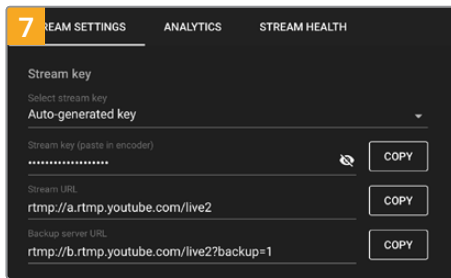 7
REAM SETTINGS ANALYTICS STREAM HEALTH
Stream key
Select stream key
Auto-generated key
Stream key (paste in encoder)
•••••••••••••••••••
COPY
Stream URL
rtmp://a.rtmp.youtube.com/live2
COPY
Backup server URL
rtmp://b.rtmp.youtube.com/live2?backup=1
COPY